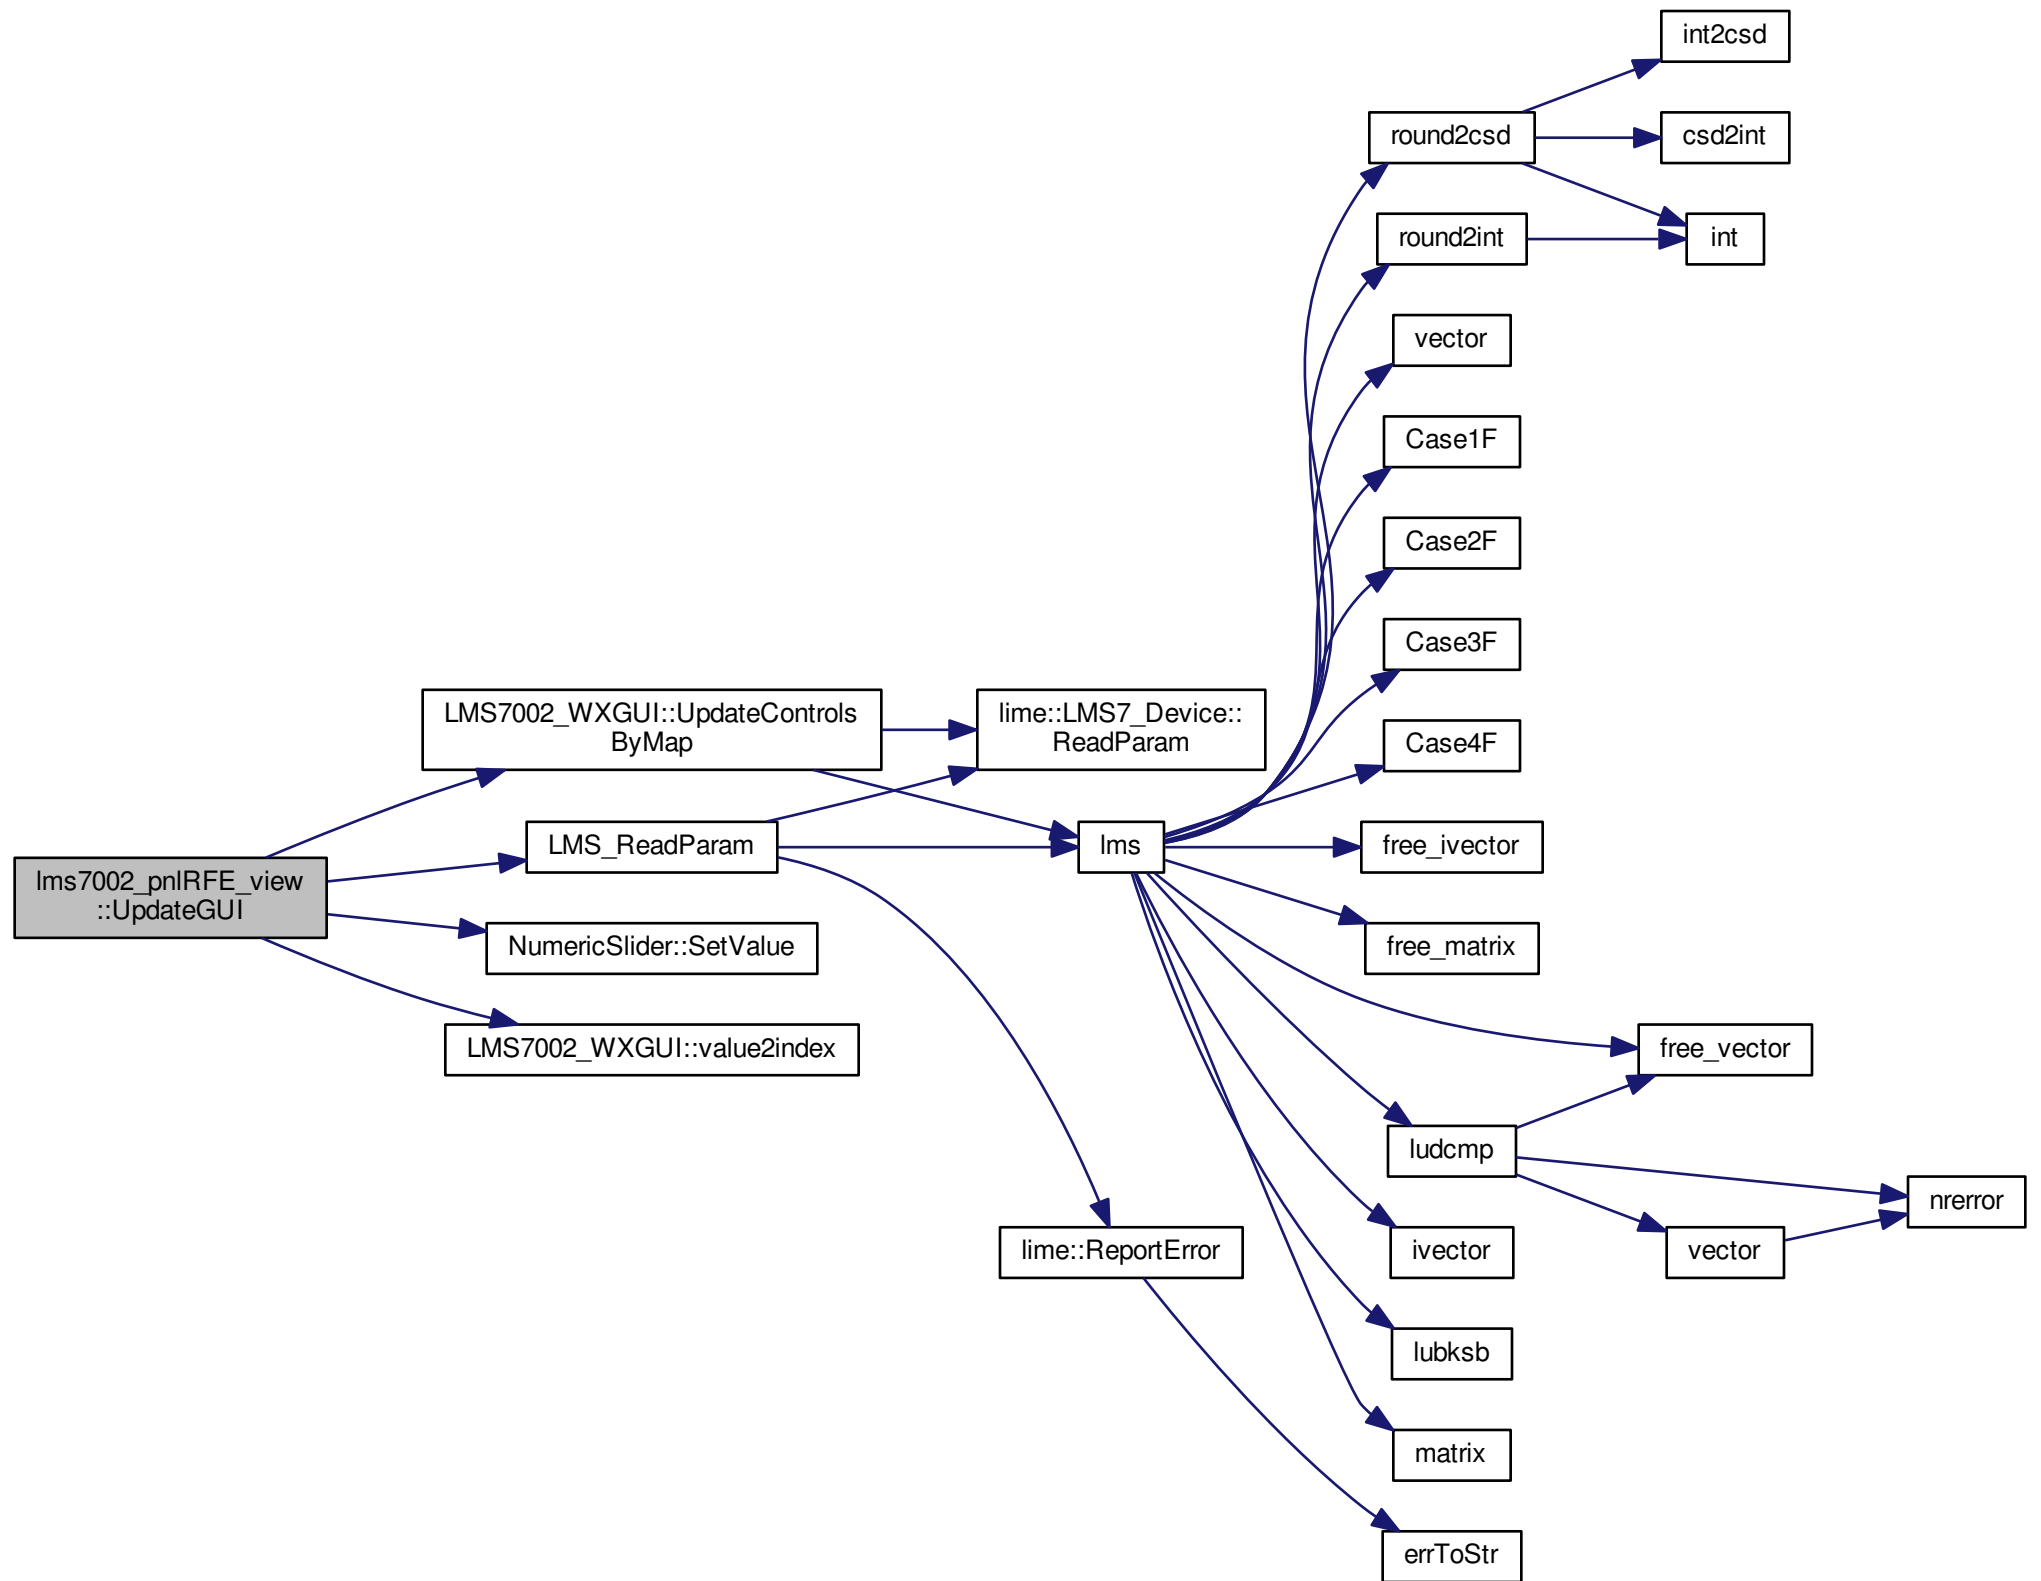 int2csd
round2csd
csd2int
round2int
int
vector
Case1F
Case2F
Case3F
LMS7002_WXGUI::UpdateControls
ByMap
lime::LMS7_Device::
ReadParam
Case4F
LMS_ReadParam
lms
free_ivector
lms7002_pnlRFE_view
::UpdateGUI
NumericSlider::SetValue
free_matrix
LMS7002_WXGUI::value2index
free_vector
ludcmp
nrerror
lime::ReportError
ivector
vector
lubksb
matrix
errToStr